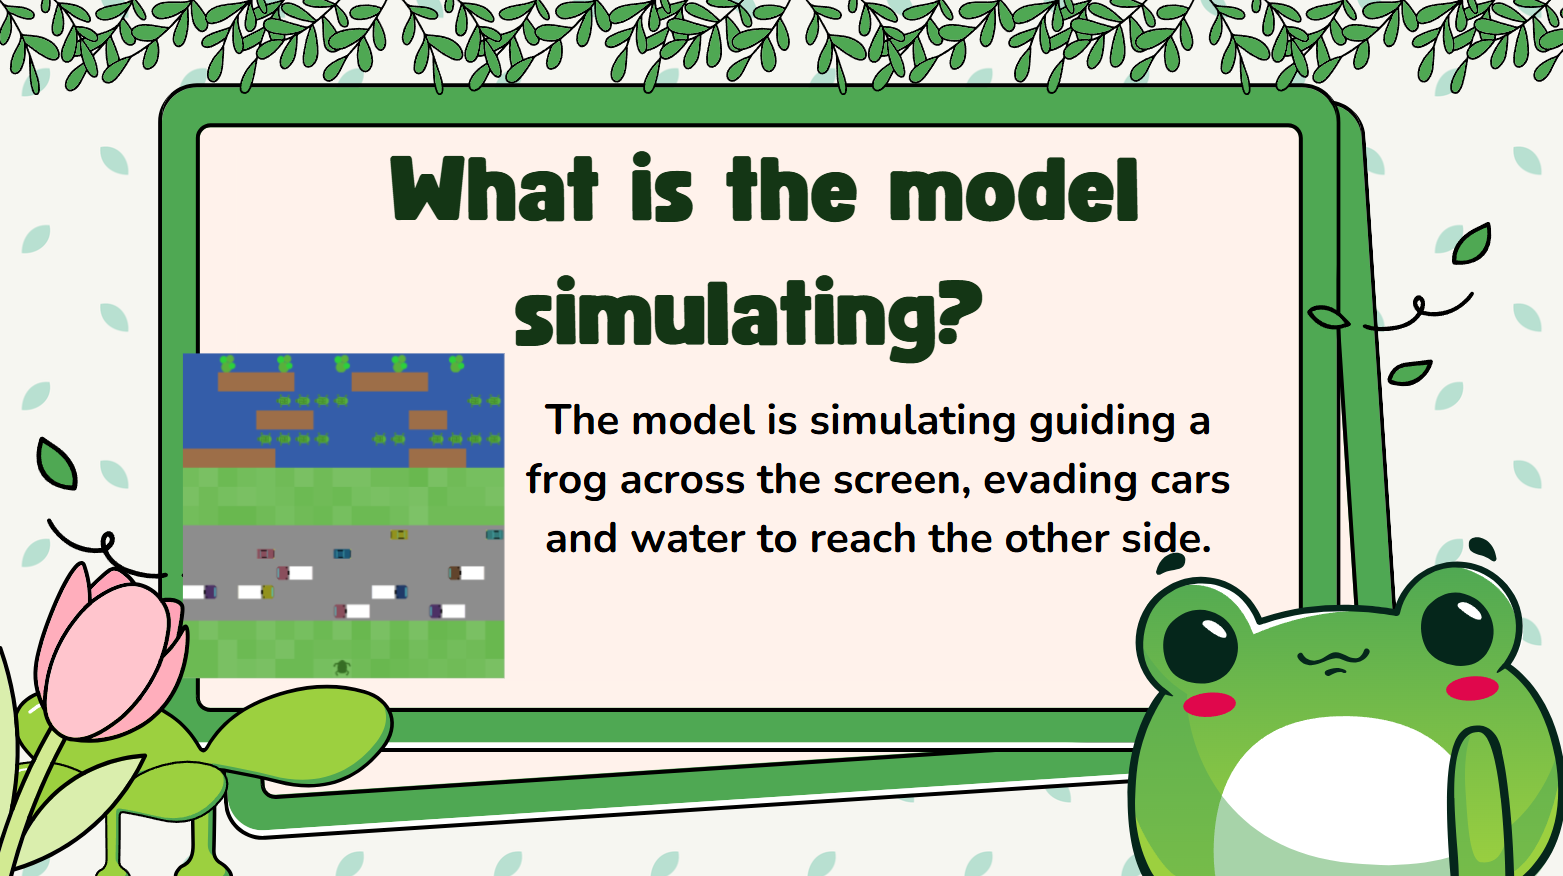 What is the model
simulating?
The model is simulating guiding a
frog across the screen, evading cars
and water to reach the other side.